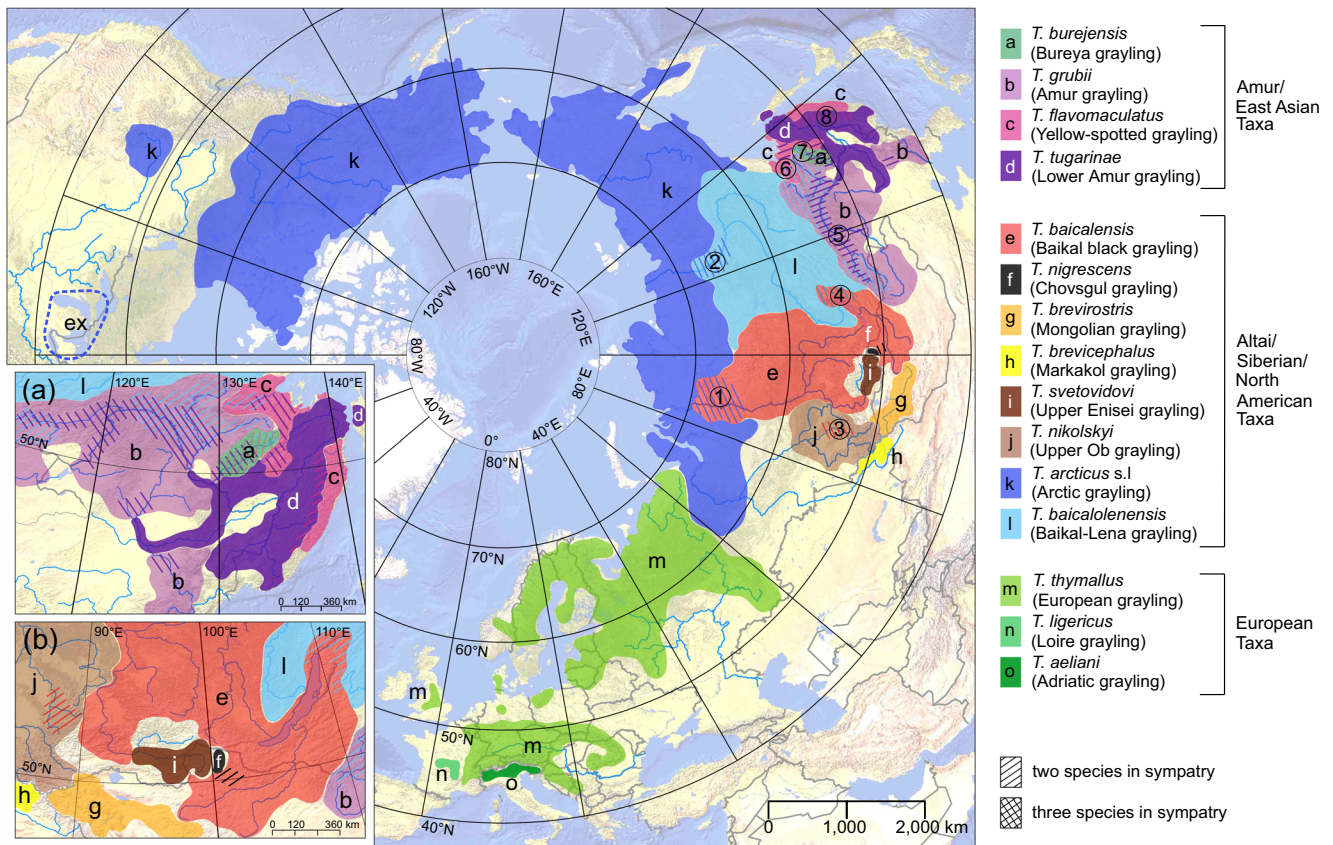 k
k
k
ex
160°W
160°E
120°W
120°E
80°W
80°E
40°W
40°E
0°
80°N
70°N
60°N
50°N
40°N
c
8
d
c
7
a
b
6
b
5
2
l
4
f
i
e
1
g
3
j
h
m
m
m
n
o
0 1,000 2,000 km
(a)
l
120°E
130°E
c
140°E
d
50°N
b
a
d
c
b
0 120 360 km
(b)
90°E
100°E
110°E
j
l
e
i
f
50°N
h
g
b
0 120 360 km
a T. burejensis
(Bureya grayling)
b T. grubii
(Amur grayling)
c T. flavomaculatus
(Yellow-spotted grayling)
d T. tugarinae
(Lower Amur grayling)
Amur/
East Asian
Taxa
e T. baicalensis
(Baikal black grayling)
f T. nigrescens
(Chovsgul grayling)
g T. brevirostris
(Mongolian grayling)
h T. brevicephalus
(Markakol grayling)
i T. svetovidovi
(Upper Enisei grayling)
j T. nikolskyi
(Upper Ob grayling)
k T. arcticus s.l
(Arctic grayling)
l T. baicalolenensis
(Baikal-Lena grayling)
Altai/
Siberian/
North
American
Taxa
m T. thymallus
(European grayling)
n T. ligericus
(Loire grayling)
o T. aeliani
(Adriatic grayling)
European
Taxa
two species in sympatry
three species in sympatry